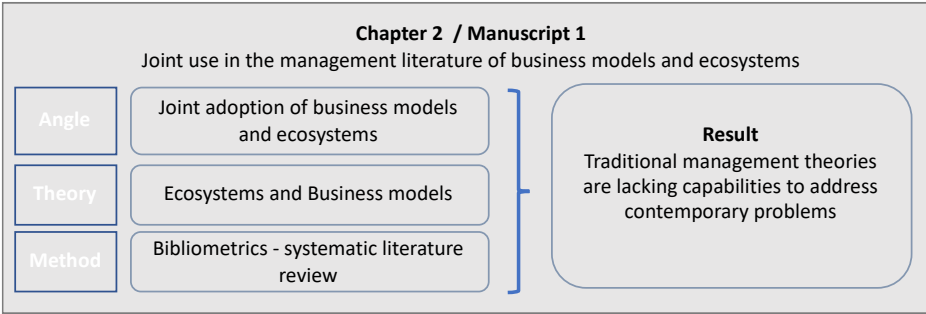 Chapter 2 / Manuscript 1
Joint use in the management literature of business models and ecosystems
Angle
Joint adoption of business models
and ecosystems
Theory
Ecosystems and Business models
Method
Bibliometrics - systematic literature
review
Result
Traditional management theories
are lacking capabilities to address
contemporary problems